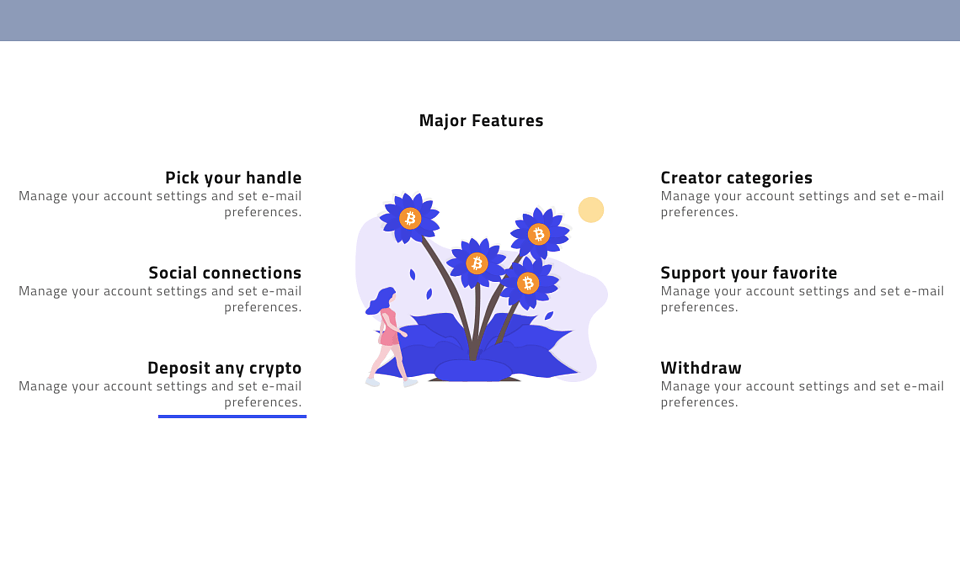 Major Features
Pick your handle
Manage your account settings and set e-mail
preferences.
Social connections
Manage your account settings and set e-mail
preferences.
Deposit any crypto
Manage your account settings and set e-mail
preferences.
Creator categories
Manage your account settings and set e-mail
preferences.
Support your favorite
Manage your account settings and set e-mail
preferences.
Withdraw
Manage your account settings and set e-mail
preferences.